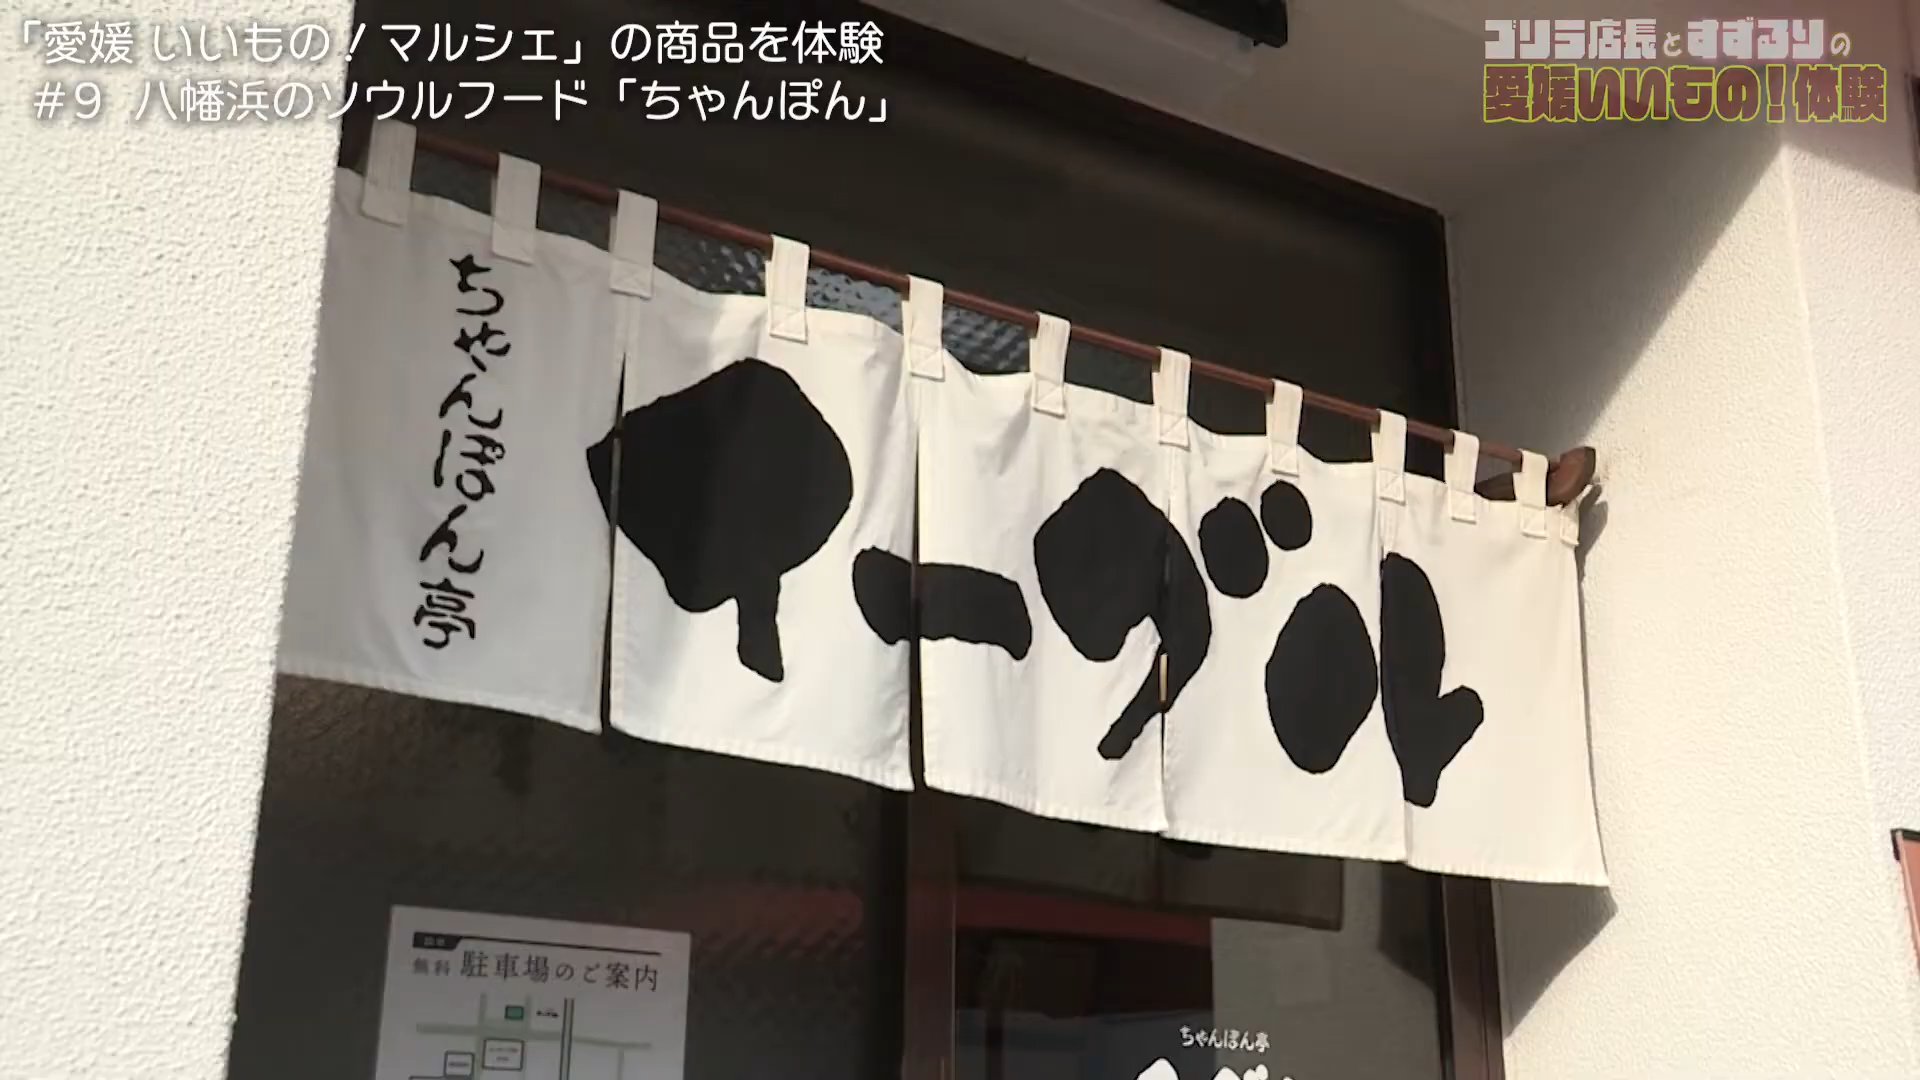 「愛媛 いいもの！マルシェ」の商品を体験
#9 八幡浜のソウルフード「ちゃんぽん」
ゴリラ店長とすずるりの
愛媛いいもの！体験
ちゃんぽん亭
イーグル
無料 駐車場のご案内
ちゃんぽん亭